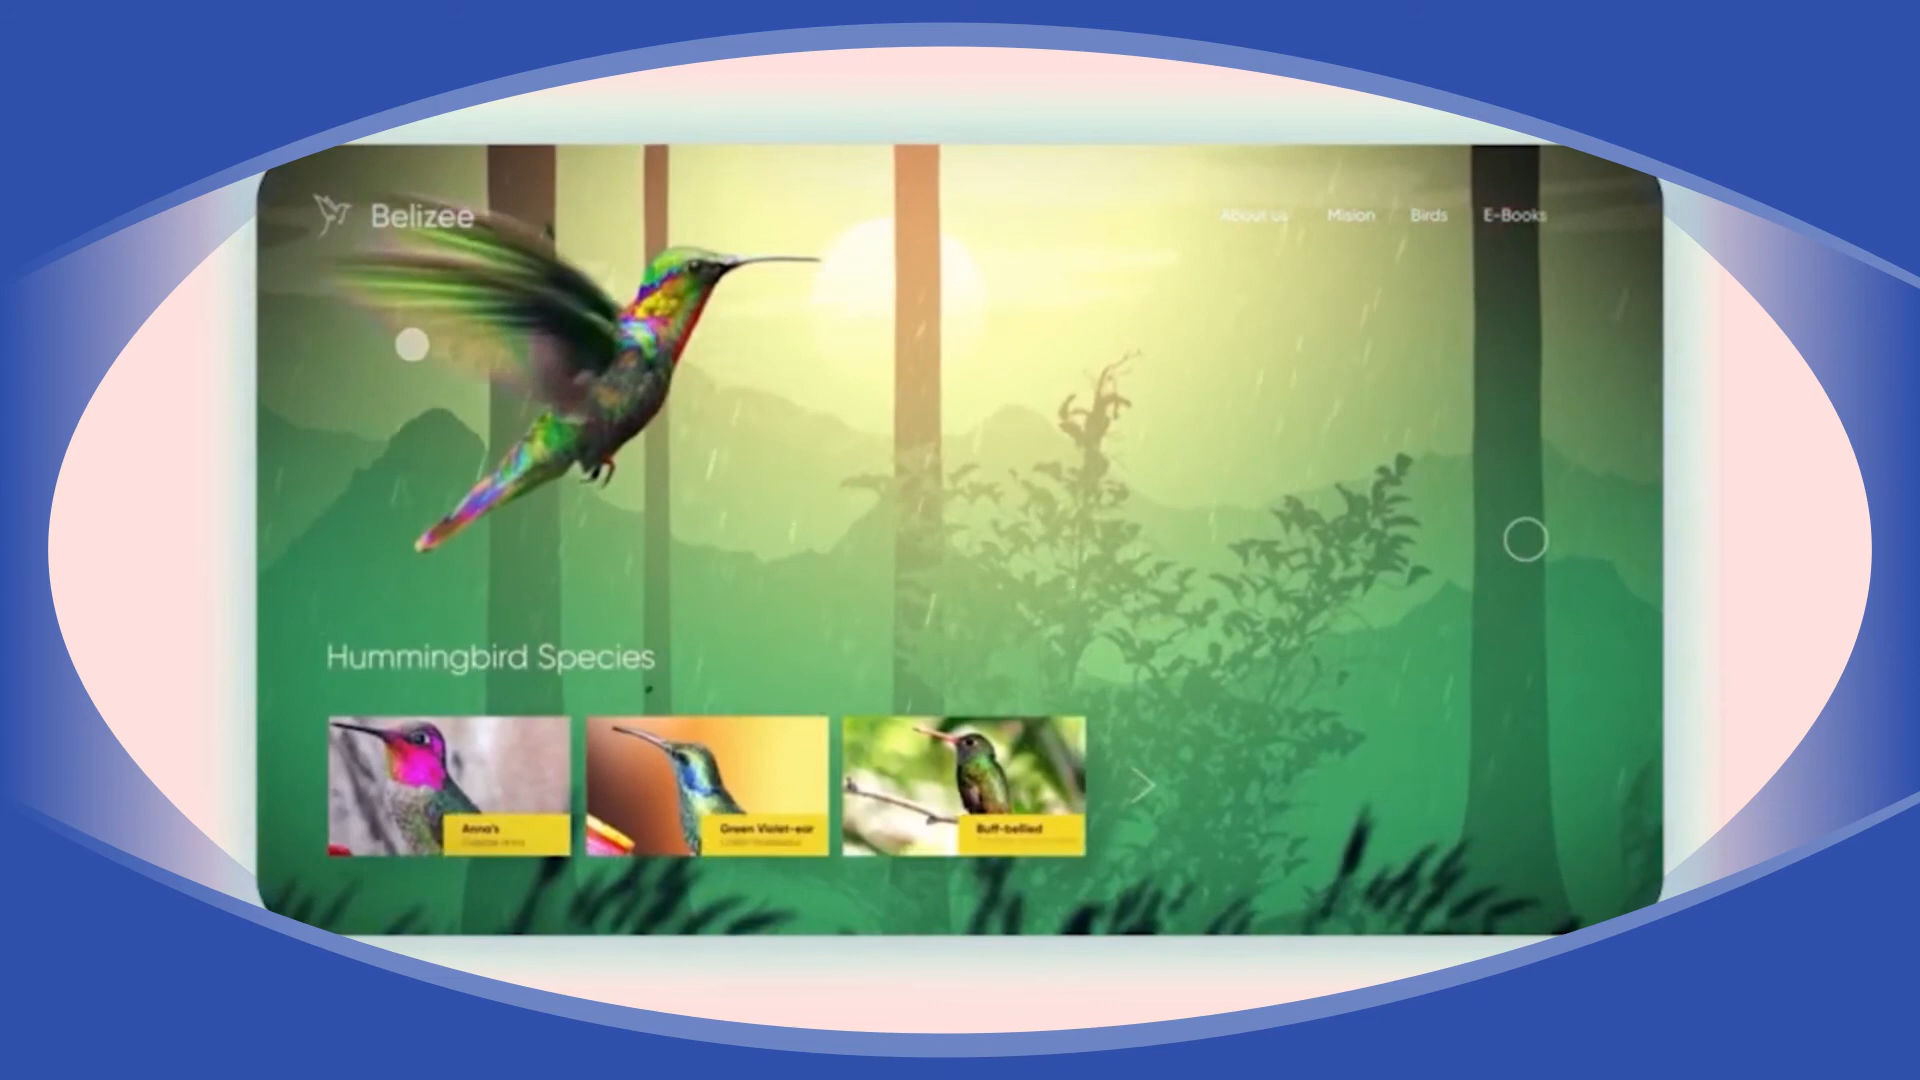 Belizee
About us Mision Birds E-Books
Hummingbird Species
Anna's
Green Violet-ear
Buff-bellied